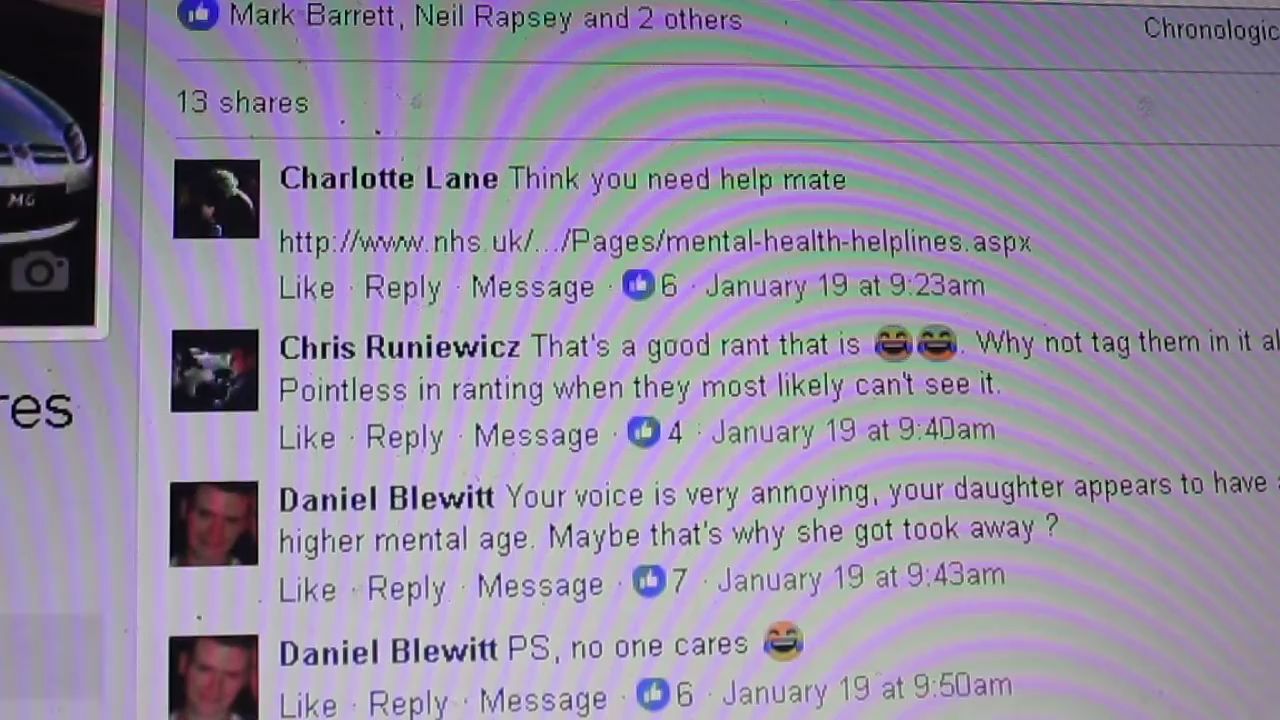 Mark Barrett, Neil Rapsey and 2 others
Chronologic
13 shares
Charlotte Lane Think you need help mate
http://www.nhs.uk/.../Pages/mental-health-helplines.aspx
Like · Reply · Message · 6 · January 19 at 9:23am
MG
Chris Runiewicz That's a good rant that is 😂😂. Why not tag them in it al
Pointless in ranting when they most likely can't see it.
Like · Reply · Message · 4 · January 19 at 9:40am
res
Daniel Blewitt Your voice is very annoying, your daughter appears to have a
higher mental age. Maybe that's why she got took away ?
Like · Reply · Message · 7 · January 19 at 9:43am
Daniel Blewitt PS, no one cares 😂
Like · Reply · Message · 6 · January 19 at 9:50am